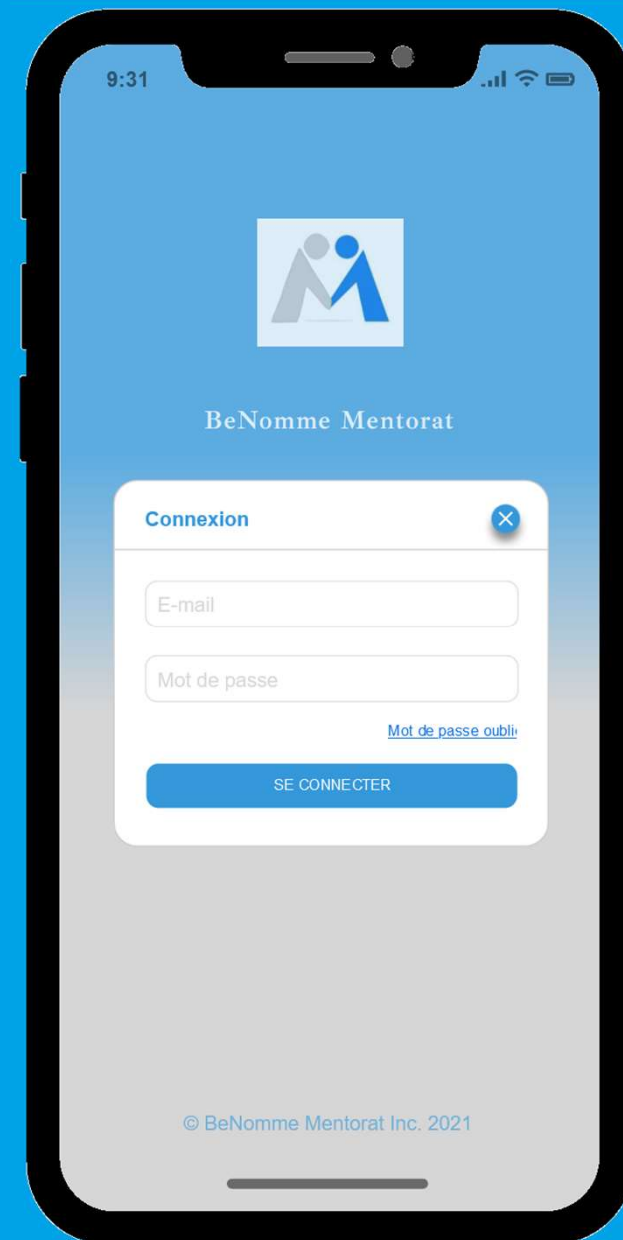 9:31
BeNomme Mentorat
Connexion
E-mail
Mot de passe
Mot de passe oubli
SE CONNECTER
© BeNomme Mentorat Inc. 2021